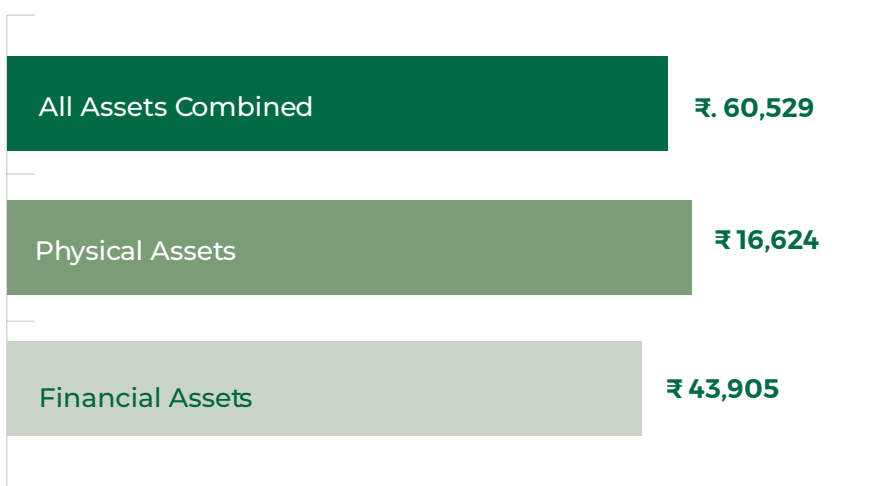 All Assets Combined ₹. 60,529
Physical Assets ₹ 16,624
Financial Assets ₹ 43,905